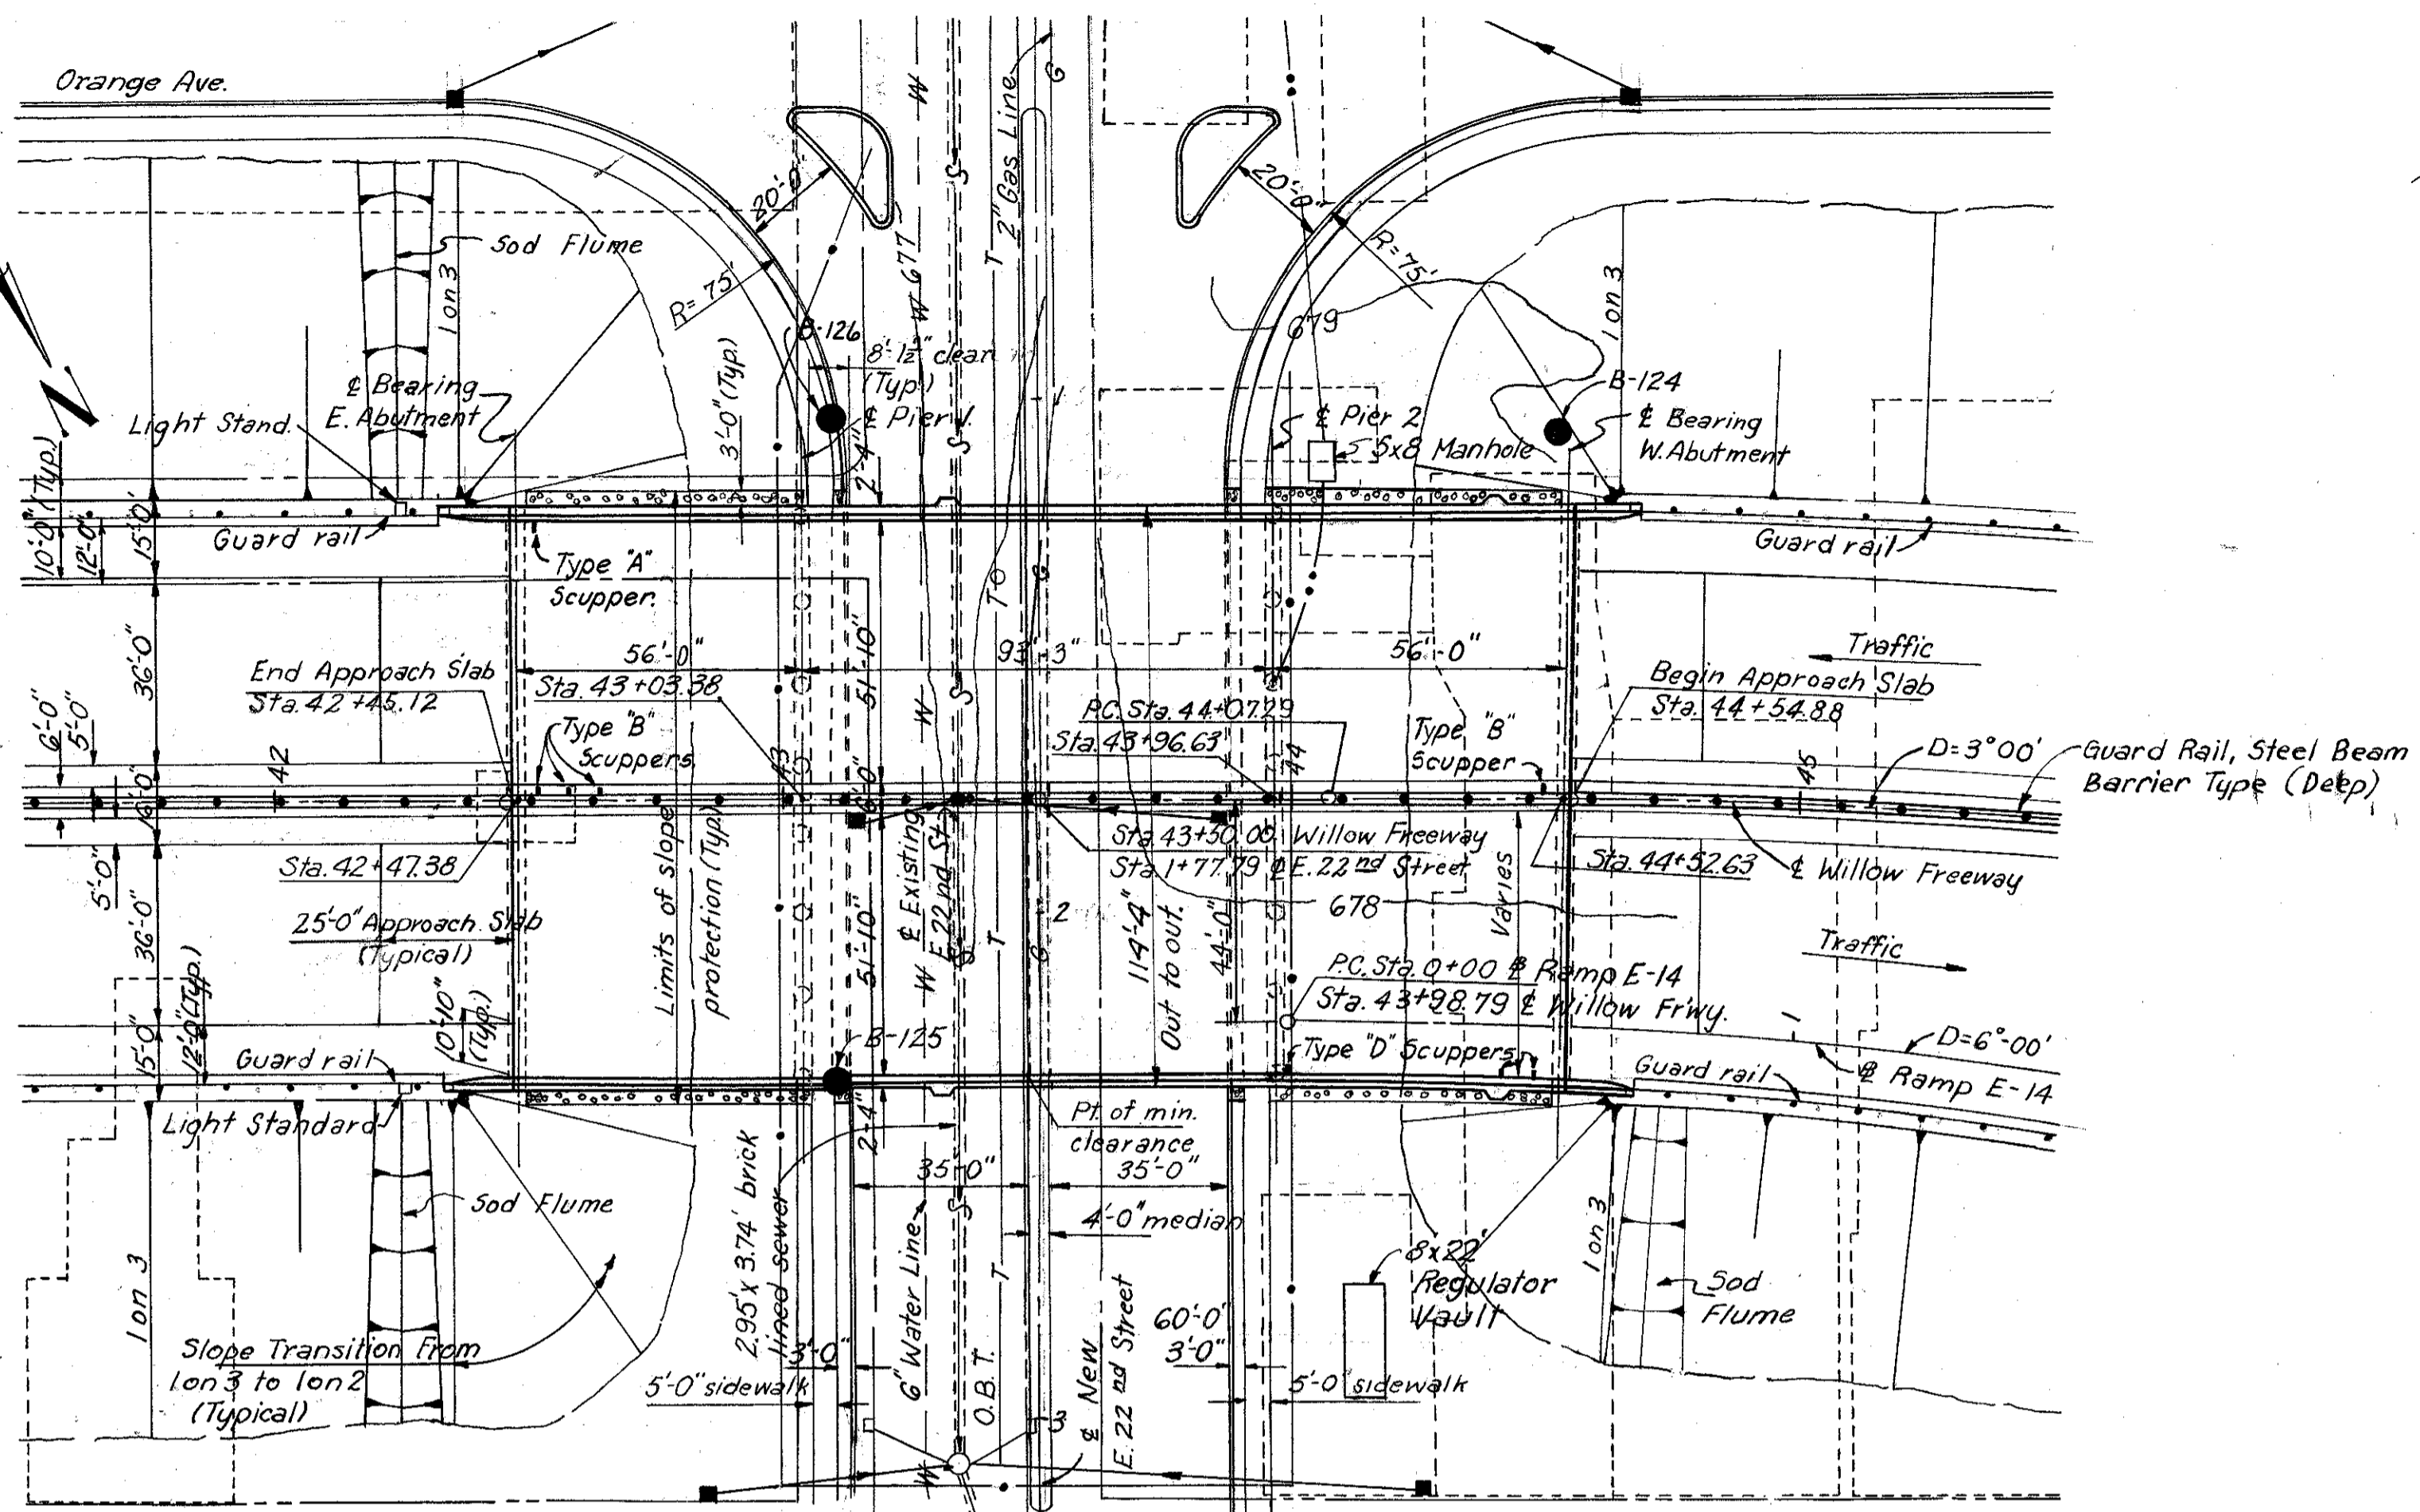 Orange Ave.
2" Gas Line
G
W
S
20'-0"
20'-0"
Sod Flume
1 on 3
R= 75'
R=75'
1 on 3
W 677
T
679
B-126
8'-1½" clear
(Typ.)
℄ Bearing
E. Abutment
Light Stand.
3'-0" (Typ.)
℄ Pier 1.
℄ Pier 2
5x8 Manhole
B-124
℄ Bearing
W. Abutment
N
1
S
2'-4"
10'-0" (Typ.)
12'-0"
15'-0"
Guard rail
Guard rail
Type "A"
Scupper.
T
G
36'-0"
56'-0"
51'-10"
56'-0"
Traffic
End Approach Slab
Sta. 42+45.12
Sta. 43+03.38
S
W
Begin Approach Slab
Sta. 44+54.88
6'-0"
5'-0"
42
Type "B"
Scuppers
43
P.C. Sta. 44+07.29
Sta. 43+96.63
44
Type "B"
Scupper
D=3°00'
45
Guard Rail, Steel Beam
Barrier Type (Deep)
16'-0"
6'-0"
5'-0"
Sta. 42+47.38
Limits of slope
protection (Typ.)
℄ Existing
E. 22nd St.
Sta. 43+50.00 Willow Freeway
Sta. 1+77.79 ℄ E. 22nd Street
Varies
Sta. 44+52.63
℄ Willow Freeway
678
36'-0"
25'-0" Approach Slab
(Typical)
51'-10"
W
S
T
G
2
114'-4"
Out to out.
44'-0"
Traffic
P.C. Sta. 0+00 ℄ Ramp E-14
Sta. 43+98.79 ℄ Willow Fr'wy.
15'-0"
12'-0" (Typ.)
10'-10"
(Typ.)
B-125
Type "D" Scuppers
1
D=6°-00'
Guard rail
Guard rail
℄ Ramp E-14
Light Standard
2'-4"
Pt. of min.
clearance
35'-0"
35'-0"
Sod Flume
2.95' x 3.74' brick
lined sewer
S
4'-0" median
T
8x22'
Regulator
Vault
1 on 3
Sod
Flume
1 on 3
Slope Transition From
1 on 3 to 1 on 2
(Typical)
6" Water Line
60'-0"
3'-0"
3'-0"
5'-0" sidewalk
5'-0" sidewalk
O.B.T.
W
3
℄ New
E. 22nd Street